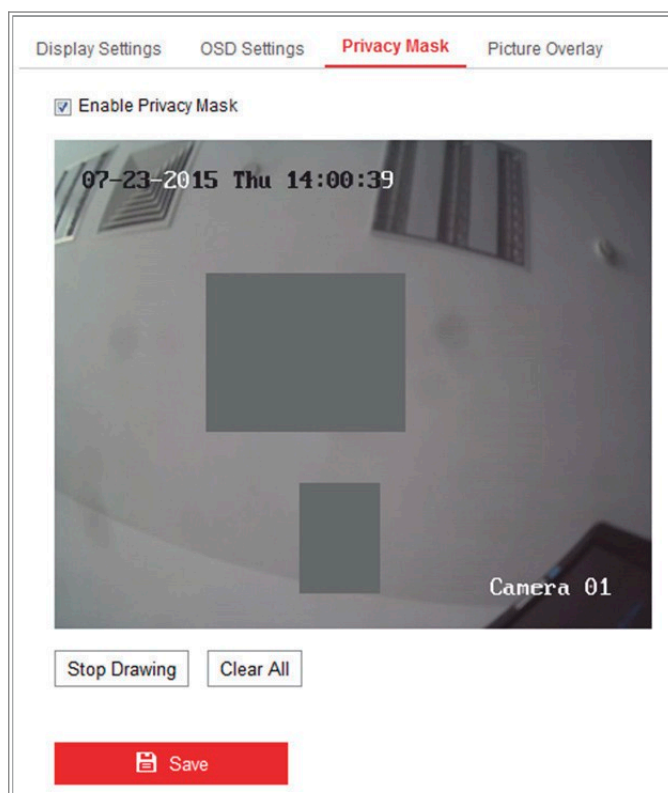 Display Settings OSD Settings Privacy Mask Picture Overlay
Enable Privacy Mask
07-23-2015 Thu 14:00:39
Camera 01
Stop Drawing Clear All
Save